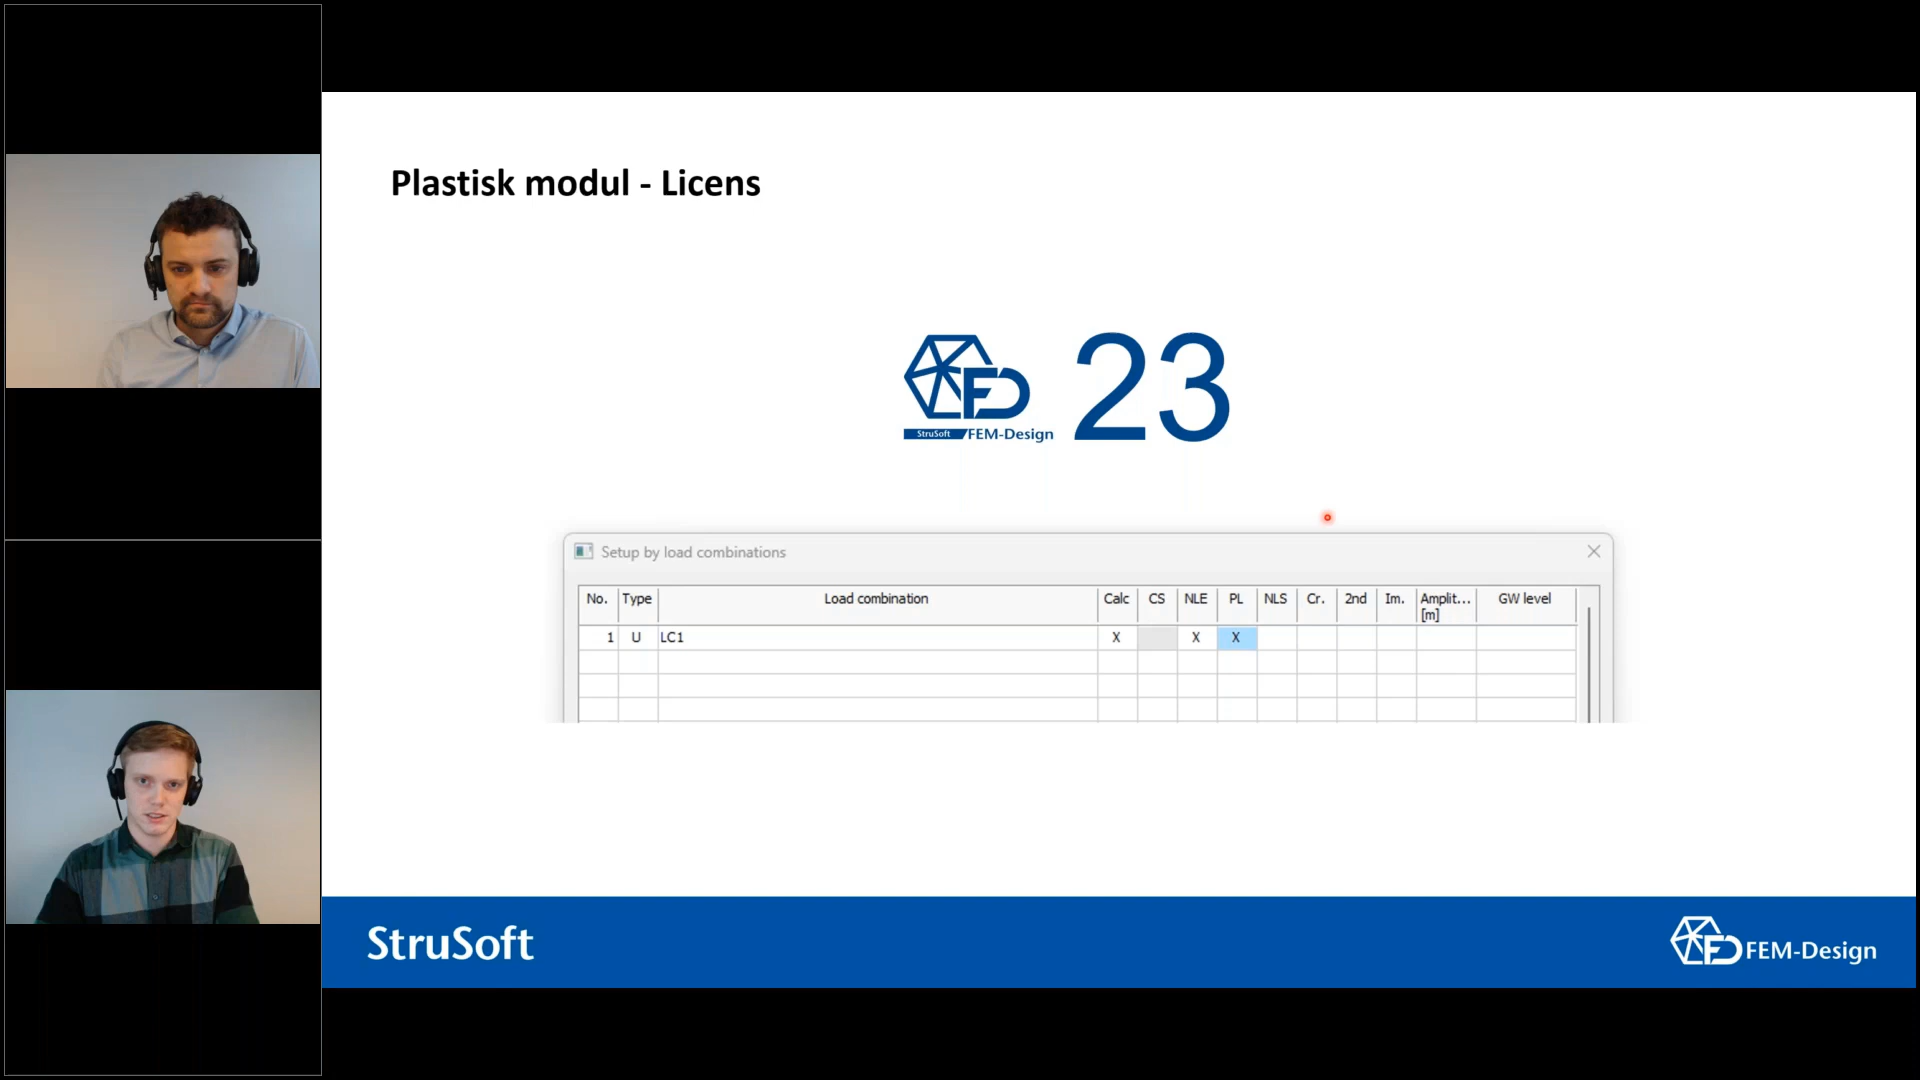 Plastisk modul - Licens
StruSoft FEM-Design 23
Setup by load combinations
No. Type Load combination Calc CS NLE PL NLS Cr. 2nd Im. Amplit... [m] GW level
1 U LC1 X X X
StruSoft
FEM-Design